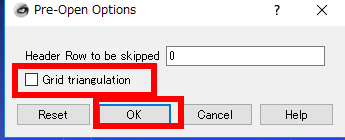 Pre-Open Options
Header Row to be skipped 0
Grid triangulation
Reset OK Cancel Help